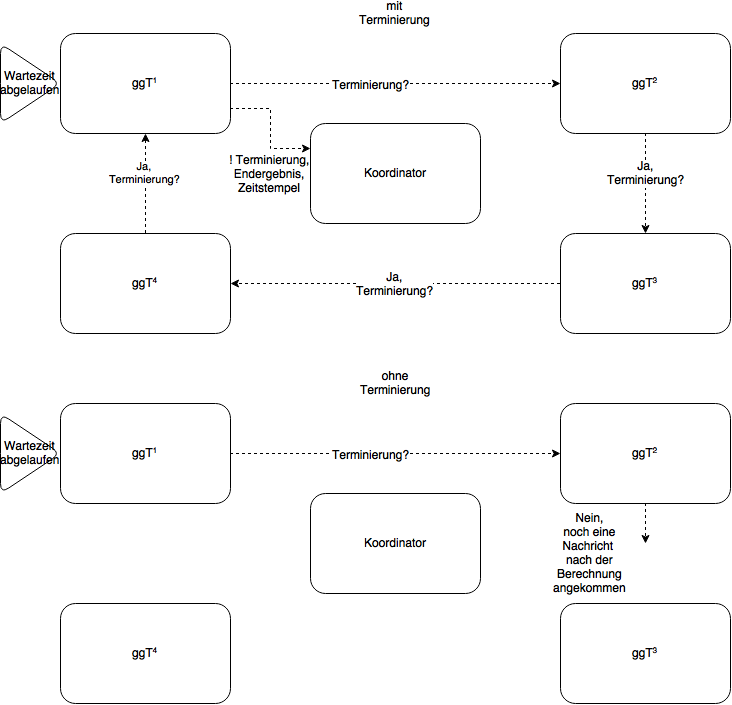 mit
Terminierung
Wartezeit
abgelaufen
ggT¹
Terminierung?
ggT²
! Terminierung,
Endergebnis,
Zeitstempel
Koordinator
Ja,
Terminierung?
Ja,
Terminierung?
ggT⁴
Ja,
Terminierung?
ggT³
ohne
Terminierung
Wartezeit
abgelaufen
ggT¹
Terminierung?
ggT²
Koordinator
Nein,
noch eine
Nachricht
nach der
Berechnung
angekommen
ggT⁴
ggT³